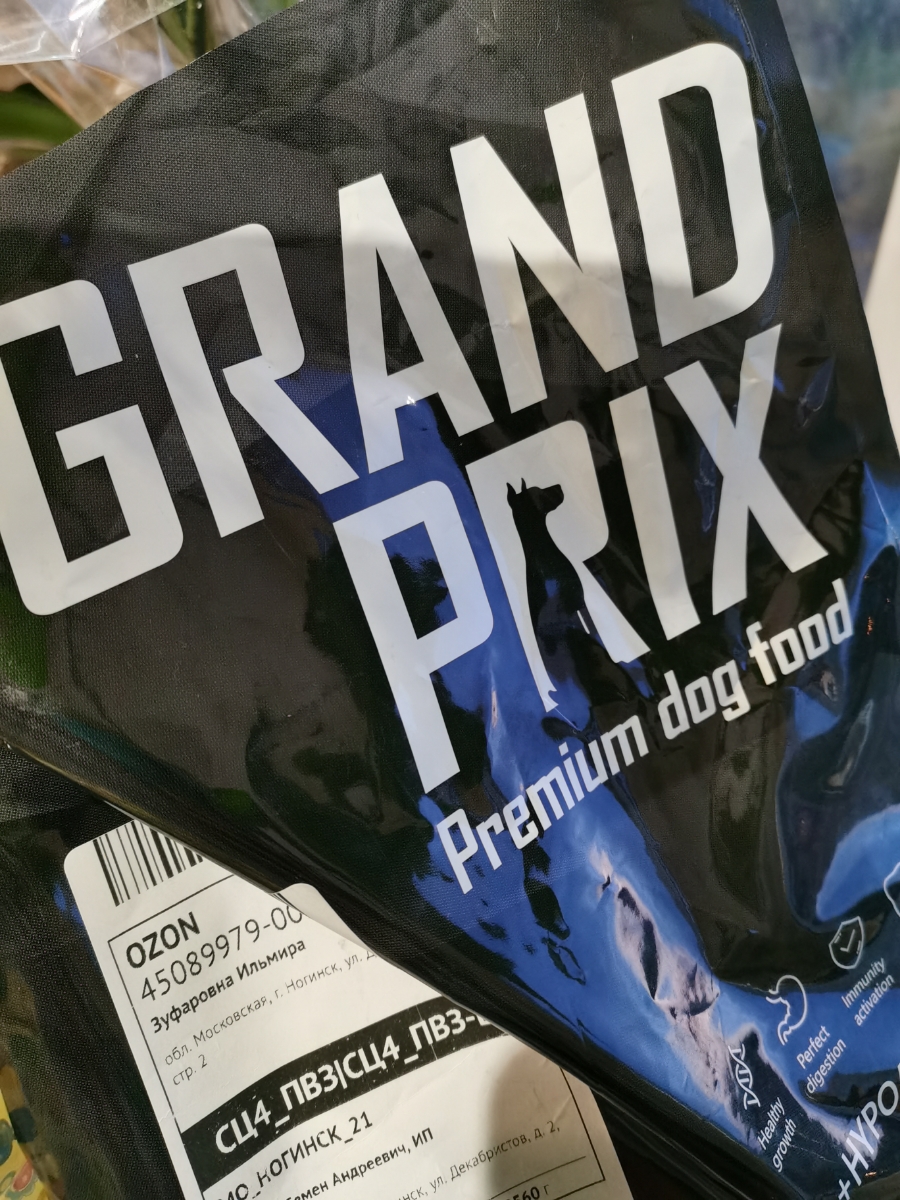 GRAND
PRIX
Premium dog food
Immunity
activation
Perfect
digestion
Healthy
growth
OZON
45089979-00
Зуфаровна Ильмира
обл. Московская, г. Ногинск, ул.
стр. 2
СЦ4_ПВЗ|СЦ4_ПВЗ-
НОГИНСК_21
Андреевич, ИП
ул. Декабристов, д. 2,